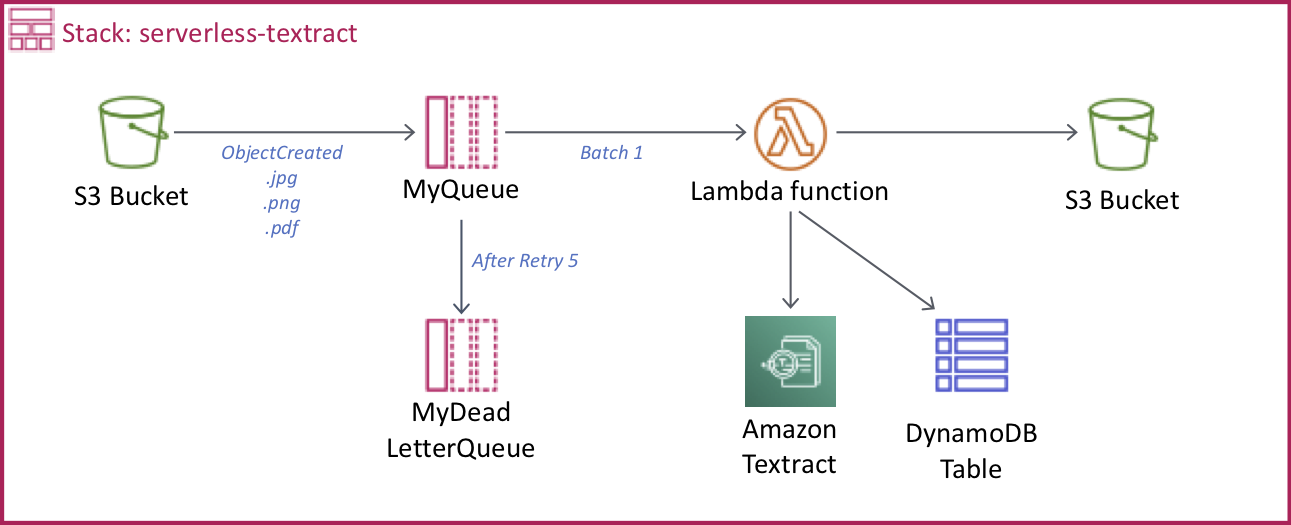 Stack: serverless-textract
S3 Bucket
ObjectCreated
.jpg
.png
.pdf
MyQueue
Batch 1
Lambda function
S3 Bucket
After Retry 5
MyDead
LetterQueue
Amazon
Textract
DynamoDB
Table